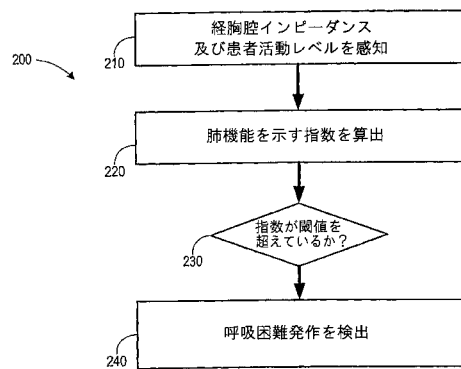 経胸腔インピーダンス
及び患者活動レベルを感知
210
200
肺機能を示す指数を算出
220
指数が閾値を
超えているか？
230
呼吸困難発作を検出
240